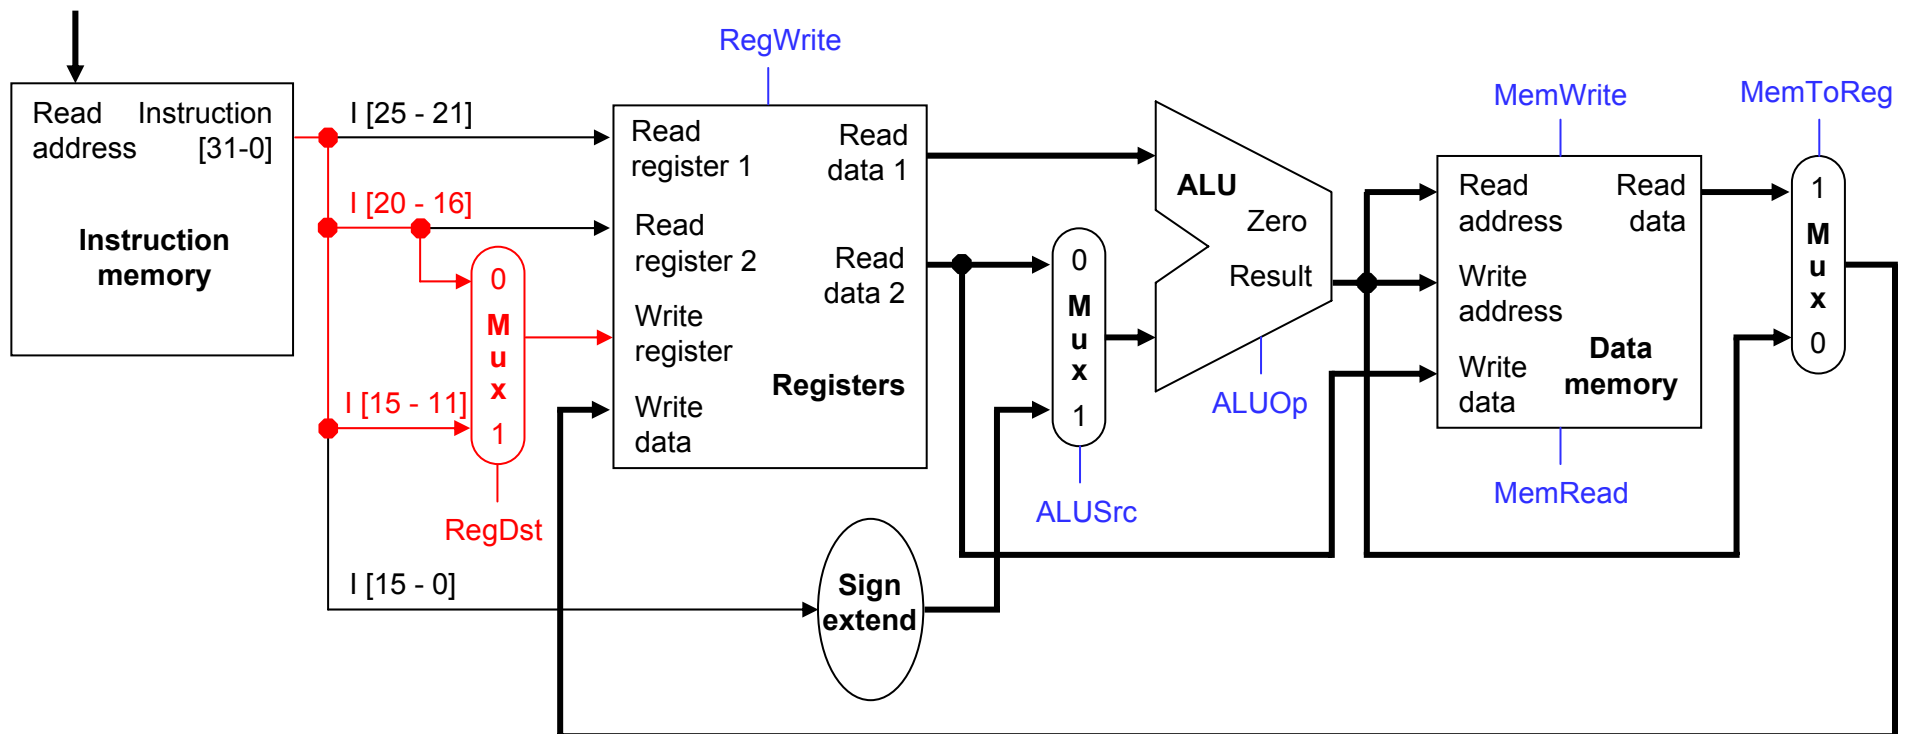 RegWrite
MemWrite
MemToReg
Read address
Instruction [31-0]
Instruction memory
I [25 - 21]
I [20 - 16]
I [15 - 11]
I [15 - 0]
0
M
u
x
1
RegDst
Read register 1
Read register 2
Write register
Write data
Read data 1
Read data 2
Registers
Sign extend
0
M
u
x
1
ALUSrc
ALU
Zero
Result
ALUOp
Read address
Write address
Write data
Read data
Data memory
MemRead
1
M
u
x
0